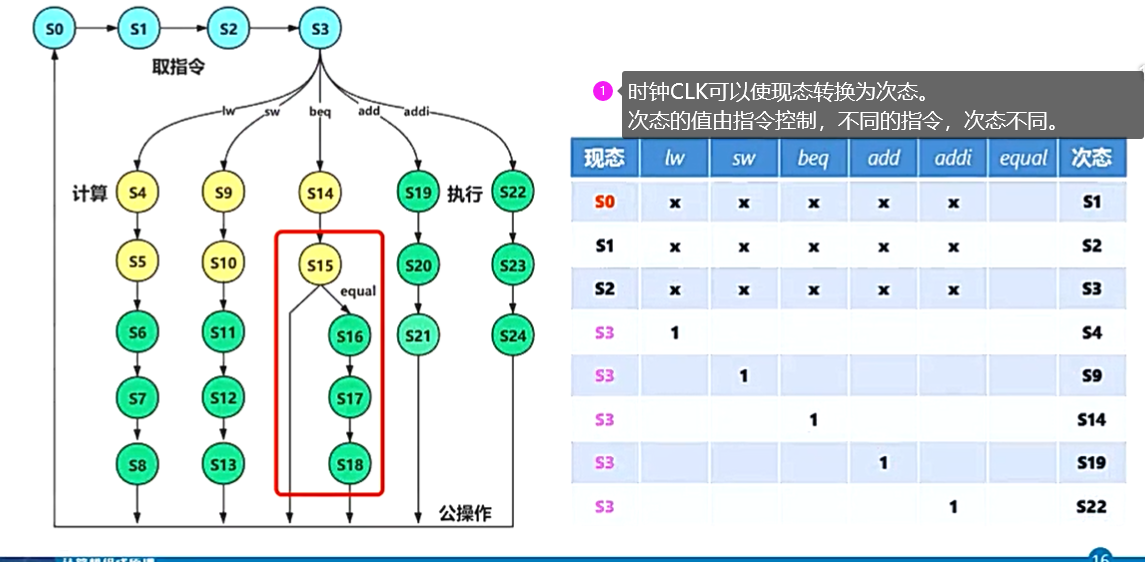 S0 S1 S2 S3
取指令
lw sw beq add addi
计算 S4 S9 S14 S19 执行 S22
S5 S10 S15 S20 S23
equal
S6 S11 S16 S21 S24
S7 S12 S17
S8 S13 S18
公操作
1 时钟CLK可以使现态转换为次态。
次态的值由指令控制，不同的指令，次态不同。
现态 lw sw beq add addi equal 次态
S0 x x x x x S1
S1 x x x x x S2
S2 x x x x x S3
S3 1 S4
S3 1 S9
S3 1 S14
S3 1 S19
S3 1 S22
16